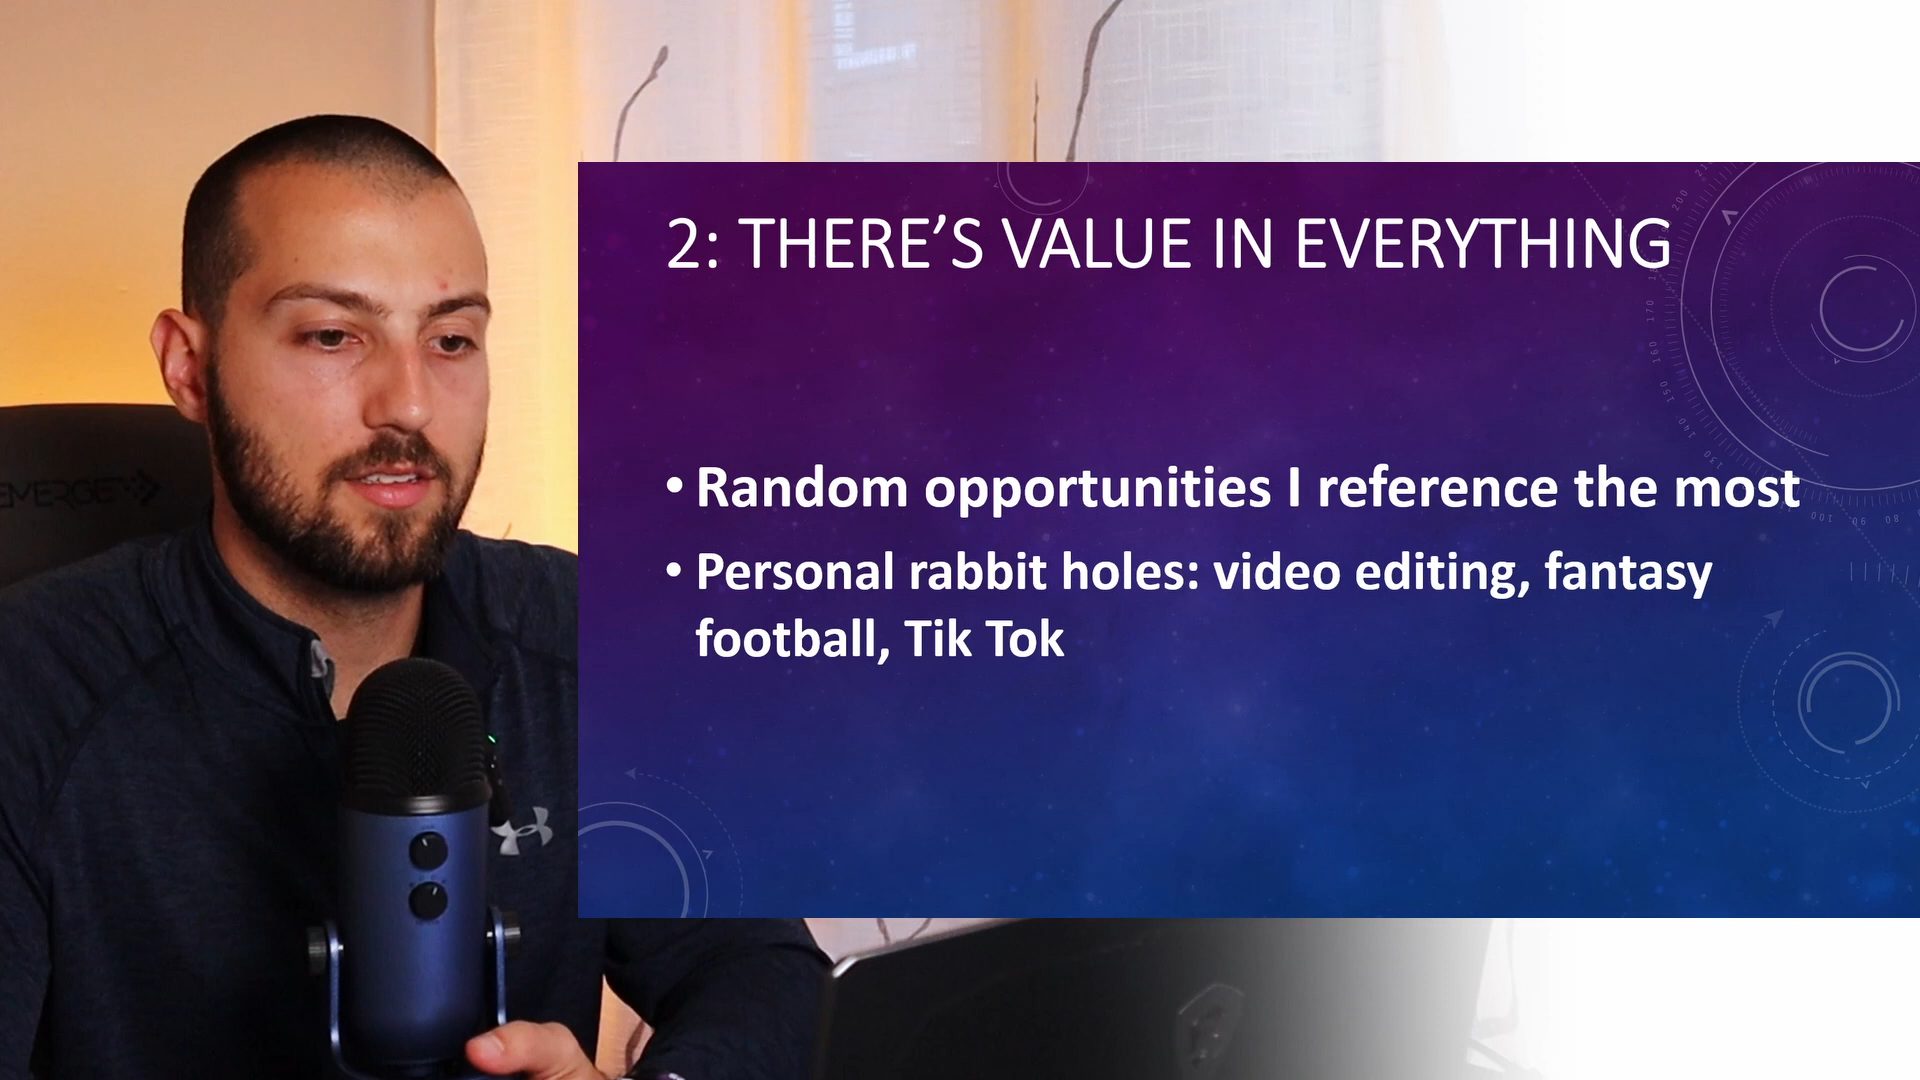 2: THERE’S VALUE IN EVERYTHING
• Random opportunities I reference the most
• Personal rabbit holes: video editing, fantasy
football, Tik Tok
EMERGE